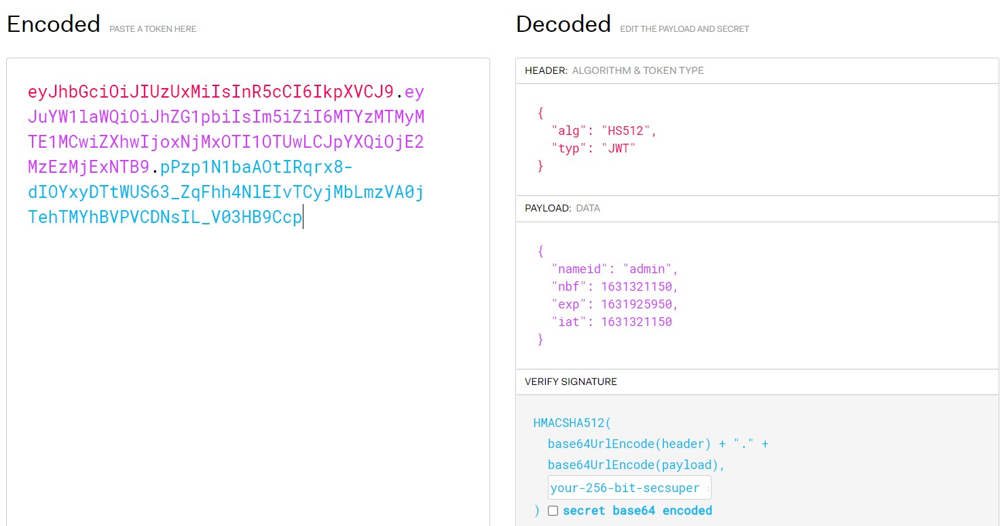 Encoded PASTE A TOKEN HERE
eyJhbGciOiJIUzUxMiIsInR5cCI6IkpXVCJ9.ey
JuYW1laWQiOiJhZG1pbiIsIm5iZiI6MTYzMTMyM
TE1MCwiZXhwIjoxNjMxOTI1OTUwLCJpYXQiOjE2
MzEzMjExNTB9.pPzp1N1baAOtIRqrx8-
dIOYxyDTtWUS63_ZqFhh4NlEIvTCyjMbLmzVA0j
TehTMYhBVPVCDNsIL_V03HB9Ccp
Decoded EDIT THE PAYLOAD AND SECRET
HEADER: ALGORITHM & TOKEN TYPE
{
"alg": "HS512",
"typ": "JWT"
}
PAYLOAD: DATA
{
"nameid": "admin",
"nbf": 1631321150,
"exp": 1631925950,
"iat": 1631321150
}
VERIFY SIGNATURE
HMACSHA512(
base64UrlEncode(header) + "." +
base64UrlEncode(payload),
your-256-bit-secsuper
) secret base64 encoded